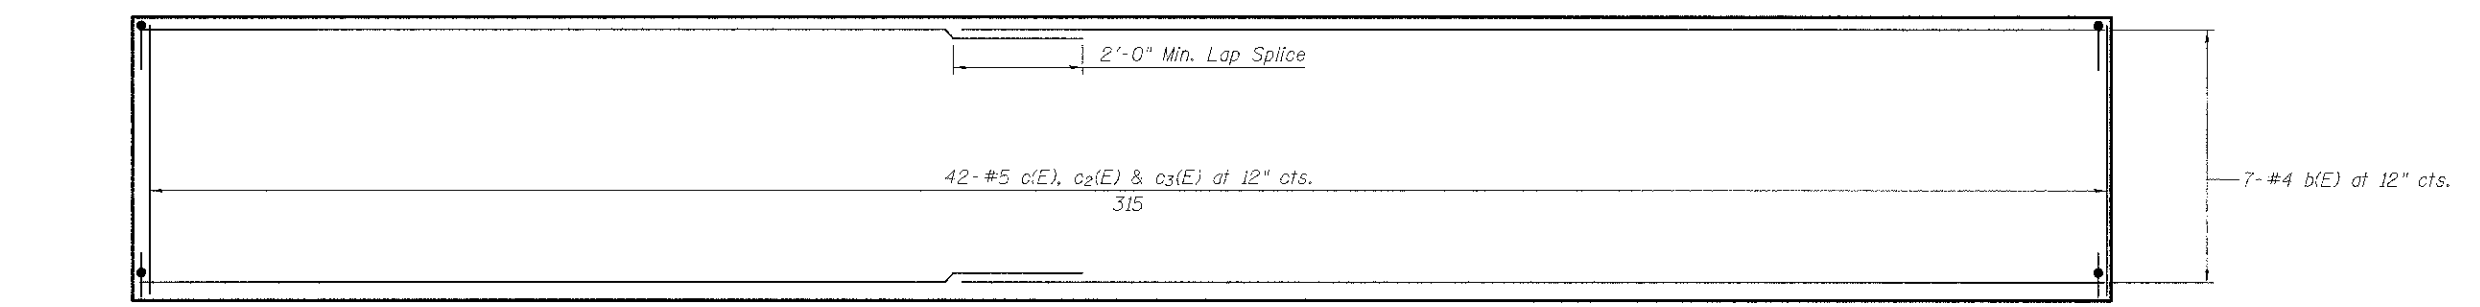 2'-0" Min. Lap Splice
42-#5 c(E), c2(E) & c3(E) at 12" cts.
7-#4 b(E) at 12" cts.
315